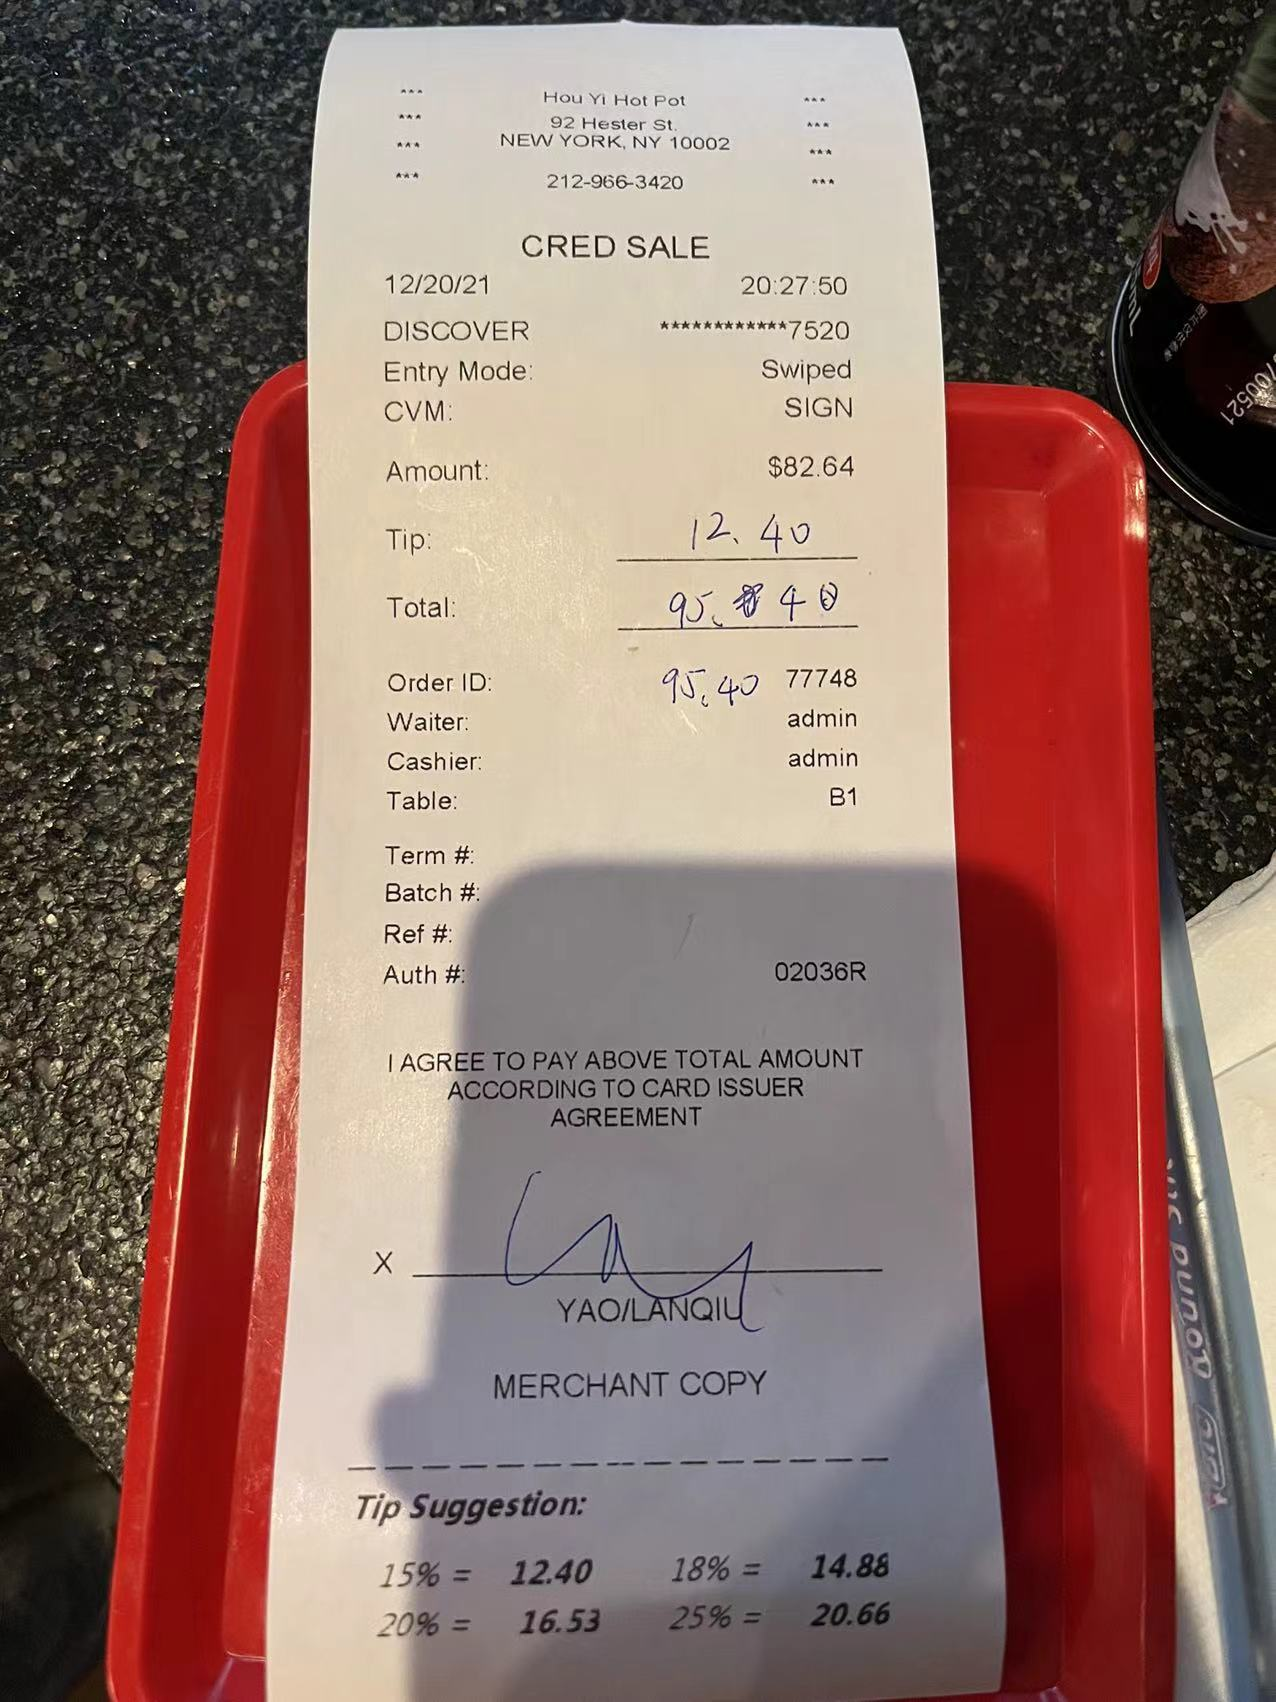 *** Hou Yi Hot Pot ***
*** 92 Hester St. ***
*** NEW YORK, NY 10002 ***
*** 212-966-3420 ***
CRED SALE
12/20/21 20:27:50
DISCOVER ************7520
Entry Mode: Swiped
CVM: SIGN
Amount: $82.64
Tip: 12.40
Total: 95.40
Order ID: 95.40 77748
Waiter: admin
Cashier: admin
Table: B1
Term #:
Batch #:
Ref #:
Auth #: 02036R
I AGREE TO PAY ABOVE TOTAL AMOUNT
ACCORDING TO CARD ISSUER
AGREEMENT
X
YAO/LANQIU
MERCHANT COPY
Tip Suggestion:
15% = 12.40 18% = 14.88
20% = 16.53 25% = 20.66
700521
Round Stic